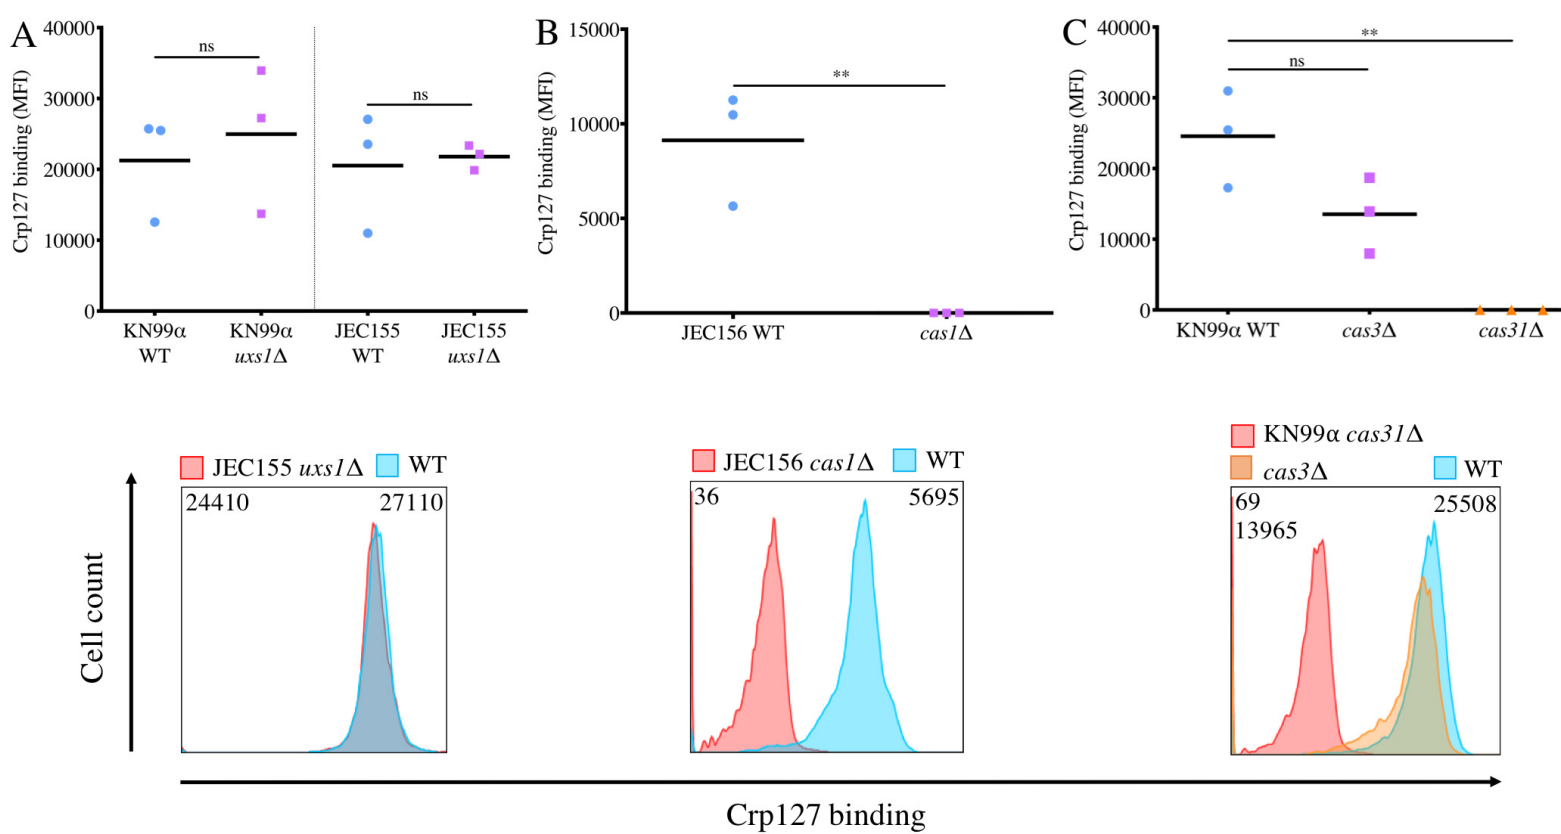 A
Crp127 binding (MFI)
40000
30000
20000
10000
0
ns
ns
KN99α
WT
KN99α
uxs1Δ
JEC155
WT
JEC155
uxs1Δ
B
Crp127 binding (MFI)
15000
10000
5000
0
**
JEC156 WT
cas1Δ
C
Crp127 binding (MFI)
40000
30000
20000
10000
0
**
ns
KN99α WT
cas3Δ
cas31Δ
Cell count
JEC155 uxs1Δ WT
24410 27110
JEC156 cas1Δ WT
36 5695
KN99α cas31Δ
cas3Δ WT
69 25508
13965
Crp127 binding